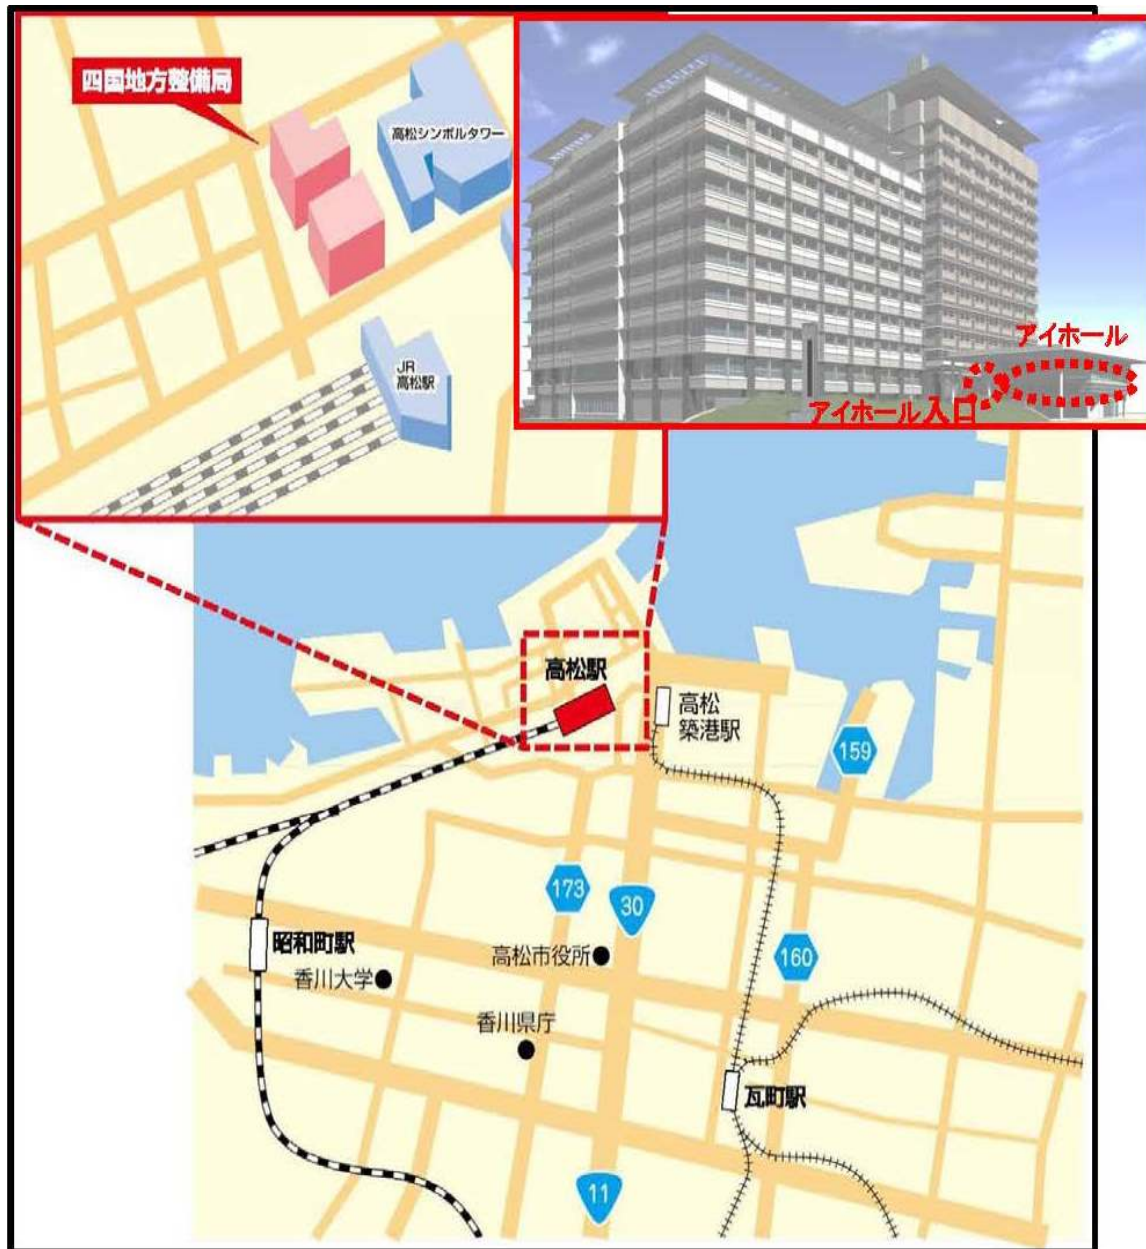 四国地方整備局
高松シンボルタワー
JR
高松駅
アイホール
アイホール入口
高松駅
高松
築港駅
159
173
30
昭和町駅
高松市役所
160
香川大学
香川県庁
瓦町駅
11